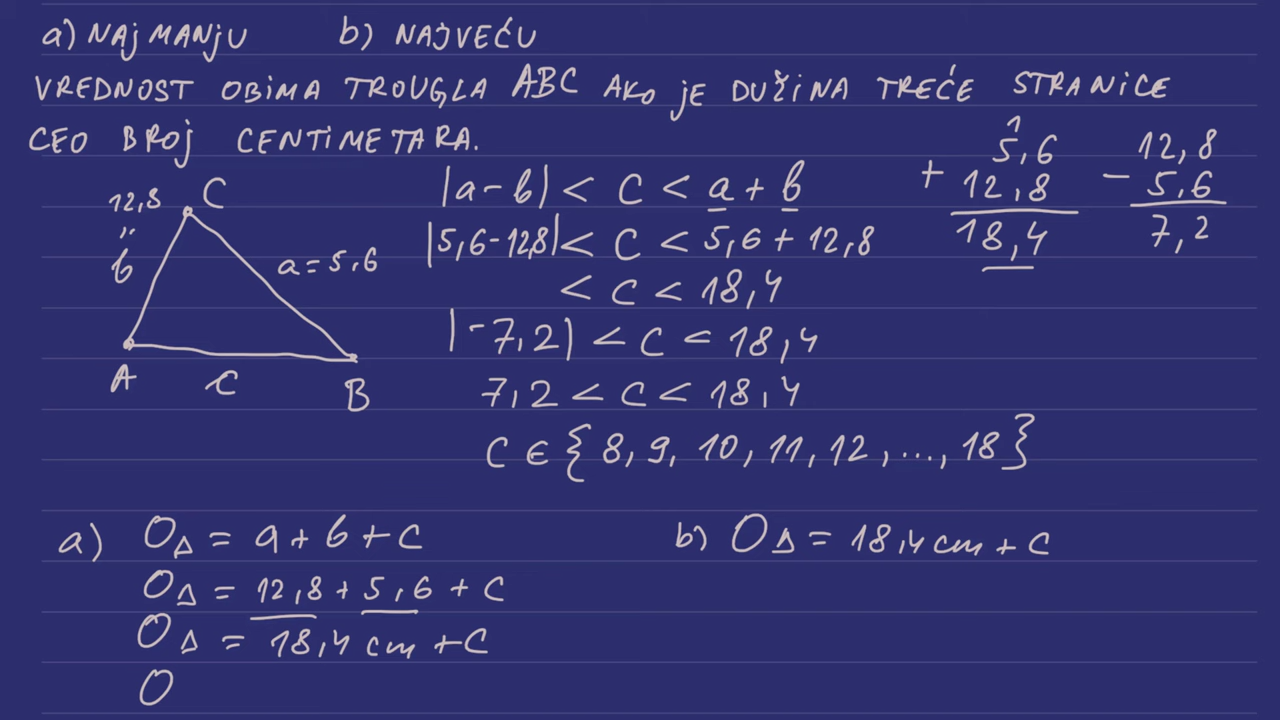 a) NAJMANJU b) NAJVEĆU
VREDNOST OBIMA TROUGLA ABC AKO JE DUŽINA TREĆE STRANICE
CEO BROJ CENTIMETARA.
12,8
"
b
C
a = 5,6
A
c
B
|a-b| < C < a + b
|5,6-12,8| < C < 5,6 + 12,8
< C < 18,4
|-7,2| < C < 18,4
7,2 < C < 18,4
C ∈ {8, 9, 10, 11, 12, ..., 18}
1
5,6
+ 12,8
18,4
12,8
- 5,6
7,2
a) O△ = a + b + c
O△ = 12,8 + 5,6 + c
O△ = 18,4 cm + c
O
b) O△ = 18,4 cm + c